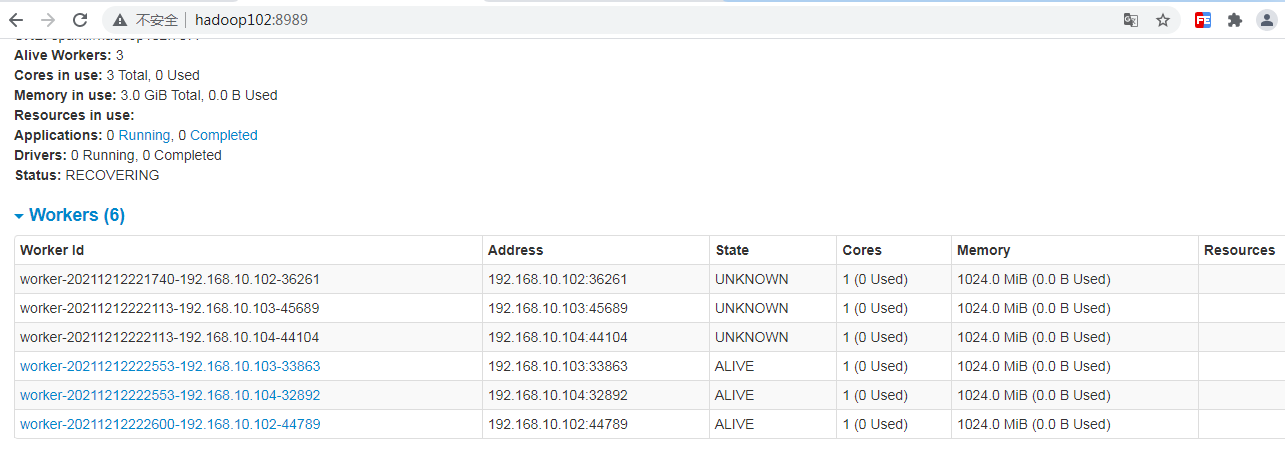 不安全 hadoop102:8989
Alive Workers: 3
Cores in use: 3 Total, 0 Used
Memory in use: 3.0 GiB Total, 0.0 B Used
Resources in use:
Applications: 0 Running, 0 Completed
Drivers: 0 Running, 0 Completed
Status: RECOVERING
Workers (6)
Worker Id Address State Cores Memory Resources
worker-20211212221740-192.168.10.102-36261 192.168.10.102:36261 UNKNOWN 1 (0 Used) 1024.0 MiB (0.0 B Used)
worker-20211212222113-192.168.10.103-45689 192.168.10.103:45689 UNKNOWN 1 (0 Used) 1024.0 MiB (0.0 B Used)
worker-20211212222113-192.168.10.104-44104 192.168.10.104:44104 UNKNOWN 1 (0 Used) 1024.0 MiB (0.0 B Used)
worker-20211212222553-192.168.10.103-33863 192.168.10.103:33863 ALIVE 1 (0 Used) 1024.0 MiB (0.0 B Used)
worker-20211212222553-192.168.10.104-32892 192.168.10.104:32892 ALIVE 1 (0 Used) 1024.0 MiB (0.0 B Used)
worker-20211212222600-192.168.10.102-44789 192.168.10.102:44789 ALIVE 1 (0 Used) 1024.0 MiB (0.0 B Used)